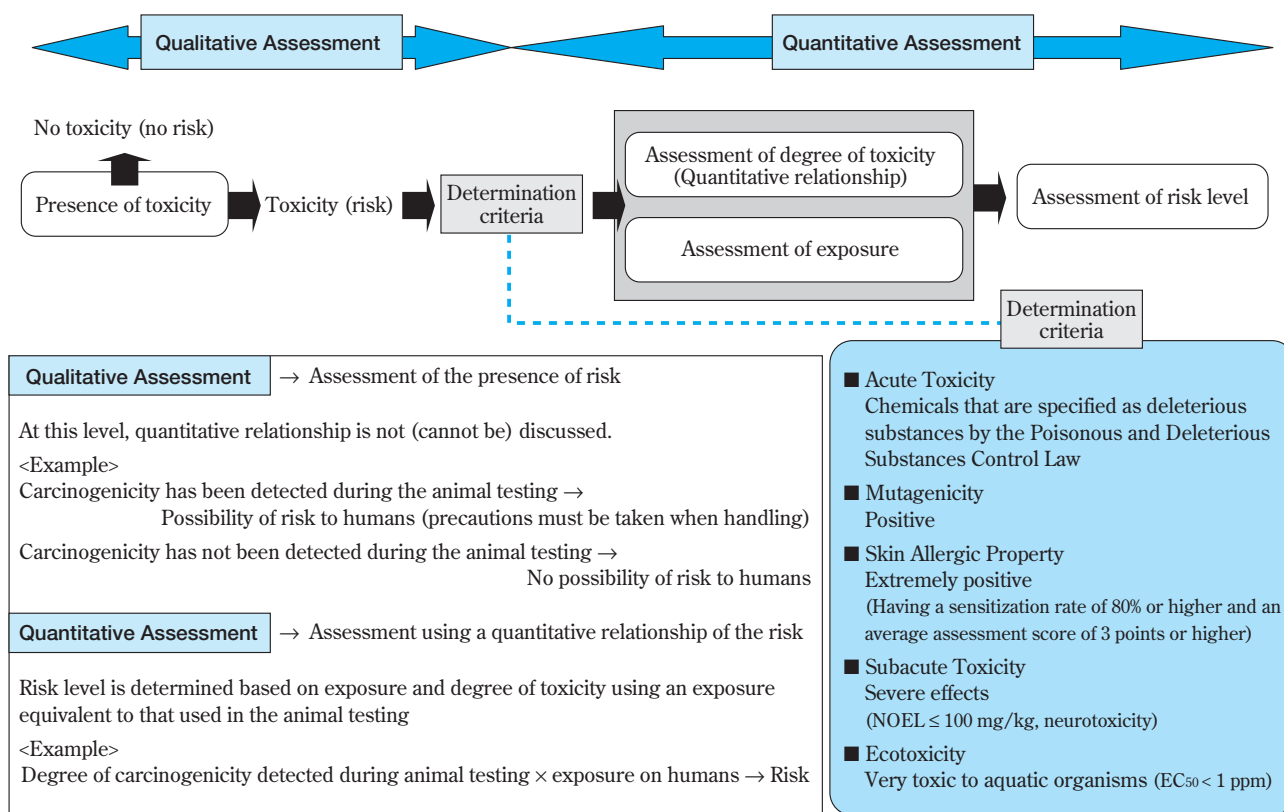 Qualitative Assessment
Quantitative Assessment
No toxicity (no risk)
Presence of toxicity
Toxicity (risk)
Determination
criteria
Assessment of degree of toxicity
(Quantitative relationship)
Assessment of exposure
Assessment of risk level
Determination
criteria
Qualitative Assessment → Assessment of the presence of risk
At this level, quantitative relationship is not (cannot be) discussed.
<Example>
Carcinogenicity has been detected during the animal testing →
Possibility of risk to humans (precautions must be taken when handling)
Carcinogenicity has not been detected during the animal testing →
No possibility of risk to humans
Quantitative Assessment → Assessment using a quantitative relationship of the risk
Risk level is determined based on exposure and degree of toxicity using an exposure
equivalent to that used in the animal testing
<Example>
Degree of carcinogenicity detected during animal testing × exposure on humans → Risk
■ Acute Toxicity
Chemicals that are specified as deleterious
substances by the Poisonous and Deleterious
Substances Control Law
■ Mutagenicity
Positive
■ Skin Allergic Property
Extremely positive
(Having a sensitization rate of 80% or higher and an
average assessment score of 3 points or higher)
■ Subacute Toxicity
Severe effects
(NOEL ≤ 100 mg/kg, neurotoxicity)
■ Ecotoxicity
Very toxic to aquatic organisms (EC50 < 1 ppm)